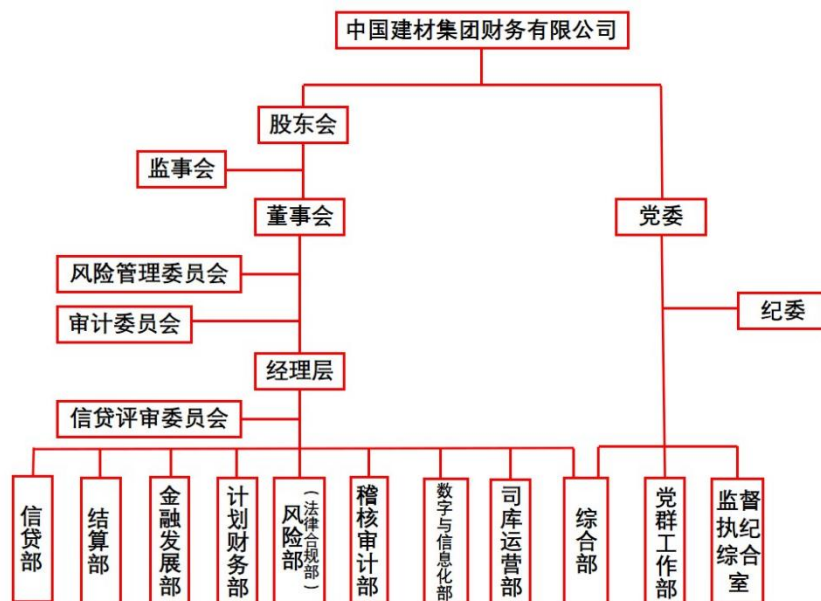 中国建材集团财务有限公司
股东会
监事会
董事会
党委
风险管理委员会
纪委
审计委员会
经理层
信贷评审委员会
信贷部
结算部
金融发展部
计划财务部
风险部
（法律合规部）
稽核审计部
数字与信息化部
司库运营部
综合部
党群工作部
监督
执纪
综合
室